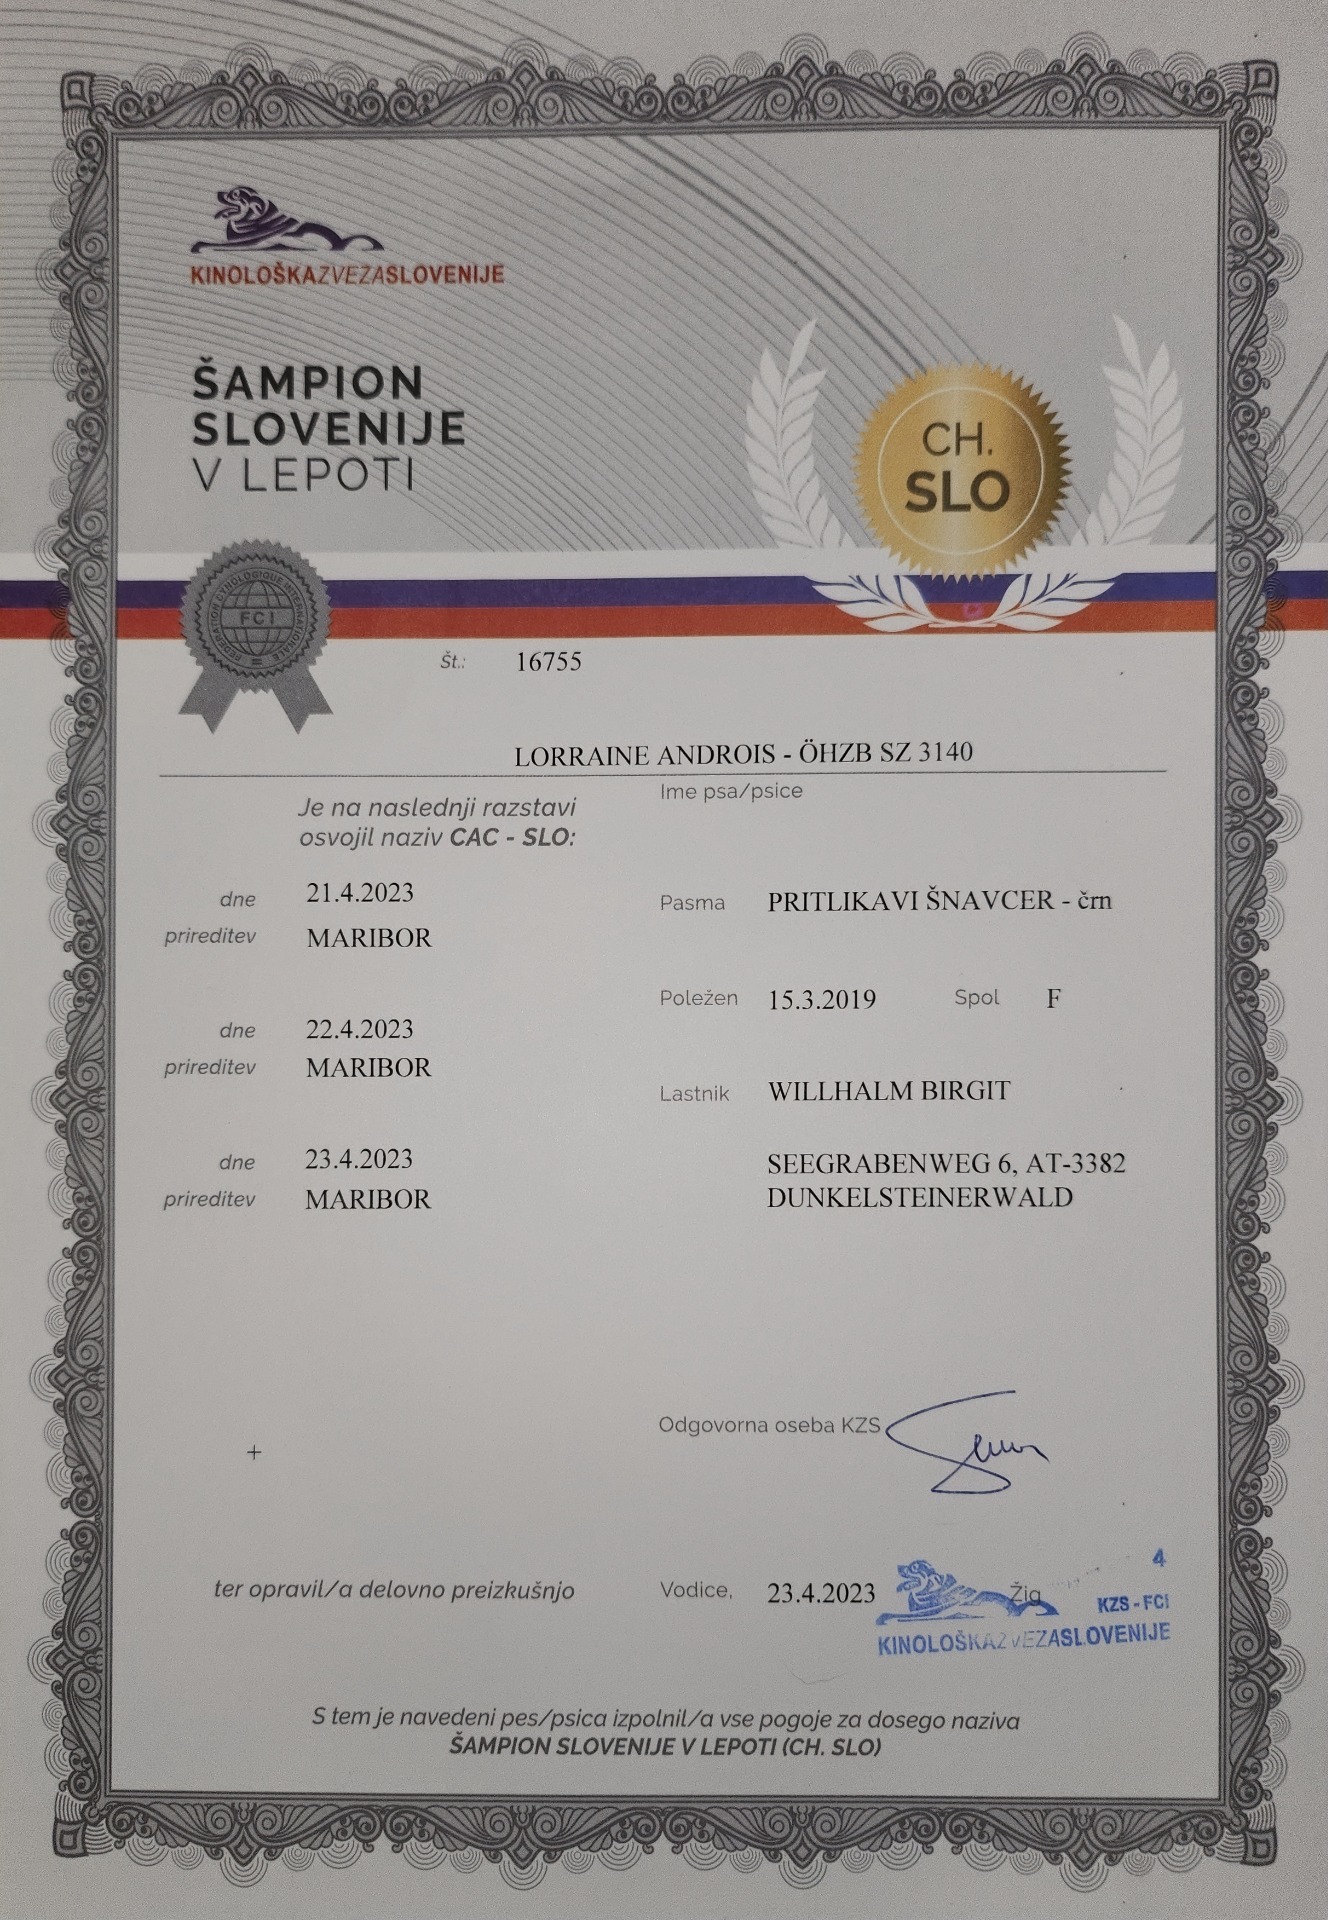 KINOLOŠKAZVEZASLOVENIJE
ŠAMPION
SLOVENIJE
V LEPOTI
CH.
SLO
FEDERATION CYNOLOGIQUE INTERNATIONALE
FCI
Št.: 16755
LORRAINE ANDROIS - ÖHZB SZ 3140
Ime psa/psice
Je na naslednji razstavi
osvojil naziv CAC - SLO:
dne 21.4.2023
prireditev MARIBOR
dne 22.4.2023
prireditev MARIBOR
dne 23.4.2023
prireditev MARIBOR
Pasma PRITLIKAVI ŠNAVCER - črn
Poležen 15.3.2019 Spol F
Lastnik WILLHALM BIRGIT
SEEGRABENWEG 6, AT-3382
DUNKELSTEINERWALD
Odgovorna oseba KZS
+
ter opravil/a delovno preizkušnjo
Vodice, 23.4.2023 Žig
4
KZS - FCI
KINOLOŠKAZVEZASLOVENIJE
S tem je navedeni pes/psica izpolnil/a vse pogoje za dosego naziva
ŠAMPION SLOVENIJE V LEPOTI (CH. SLO)